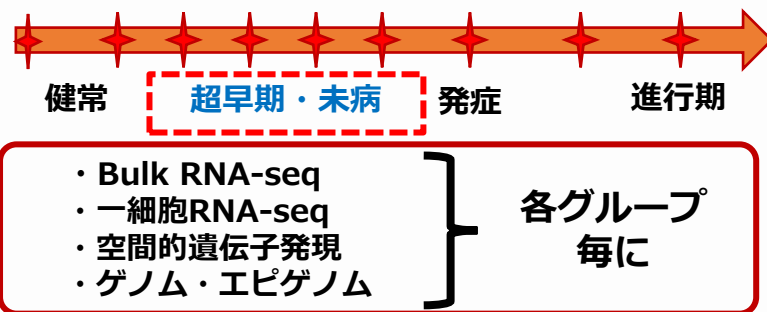 健常 超早期・未病 発症 進行期
・Bulk RNA-seq
・一細胞RNA-seq
・空間的遺伝子発現
・ゲノム・エピゲノム
各グループ
毎に